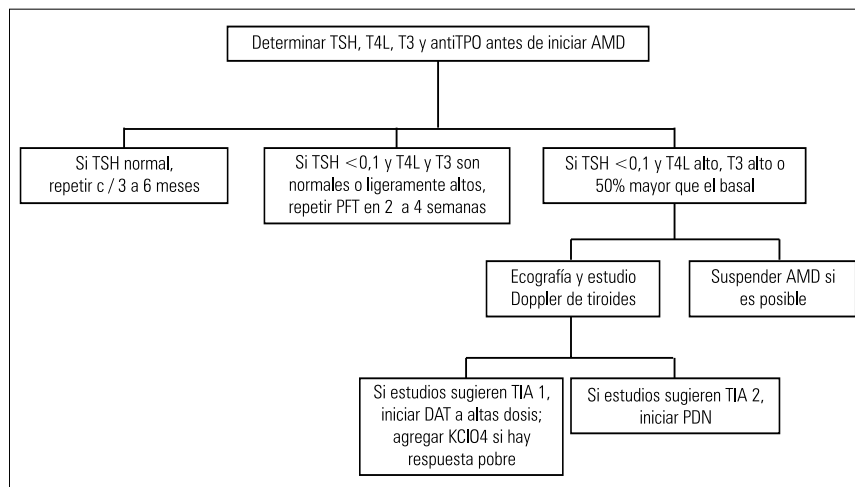 Determinar TSH, T4L, T3 y antiTPO antes de iniciar AMD
Si TSH normal,
repetir c / 3 a 6 meses
Si TSH <0,1 y T4L y T3 son
normales o ligeramente altos,
repetir PFT en 2 a 4 semanas
Si TSH <0,1 y T4L alto, T3 alto o
50% mayor que el basal
Ecografía y estudio
Doppler de tiroides
Suspender AMD si
es posible
Si estudios sugieren TIA 1,
iniciar DAT a altas dosis;
agregar KClO4 si hay
respuesta pobre
Si estudios sugieren TIA 2,
iniciar PDN